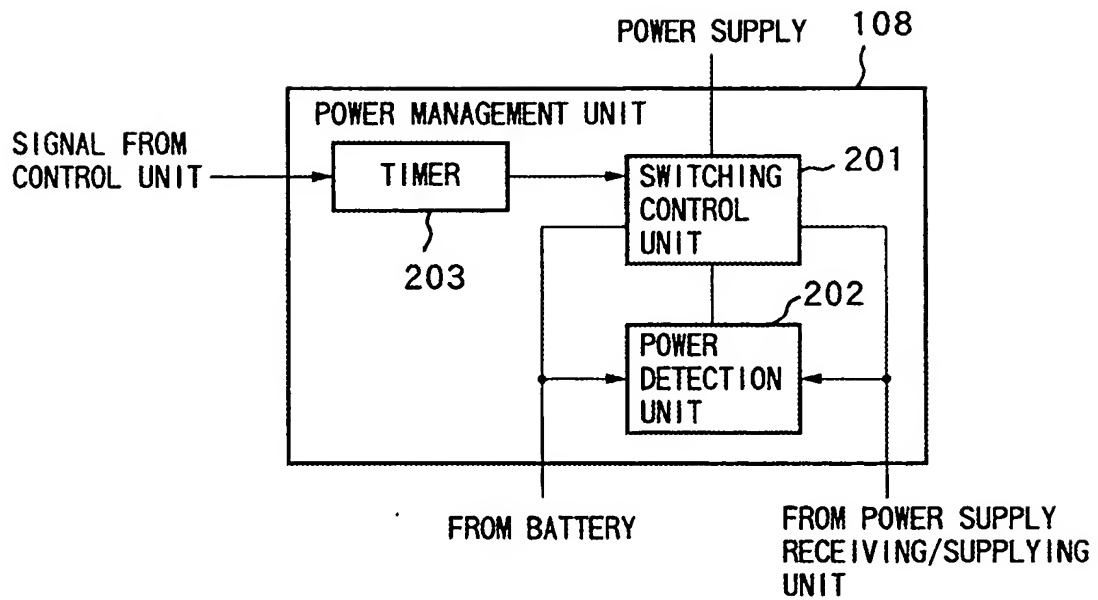 POWER SUPPLY
108
POWER MANAGEMENT UNIT
SIGNAL FROM
CONTROL UNIT
TIMER
203
SWITCHING
CONTROL
UNIT
201
202
POWER
DETECTION
UNIT
FROM BATTERY
FROM POWER SUPPLY
RECEIVING/SUPPLYING
UNIT